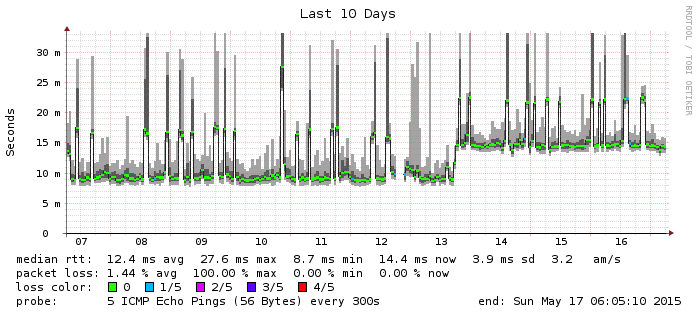 Last 10 Days
RRDTOOL / TOBI OETIKER
Seconds
30 m
25 m
20 m
15 m
10 m
5 m
0
07 08 09 10 11 12 13 14 15 16
median rtt: 12.4 ms avg 27.6 ms max 8.7 ms min 14.4 ms now 3.9 ms sd 3.2 am/s
packet loss: 1.44 % avg 100.00 % max 0.00 % min 0.00 % now
loss color: 0 1/5 2/5 3/5 4/5
probe: 5 ICMP Echo Pings (56 Bytes) every 300s end: Sun May 17 06:05:10 2015